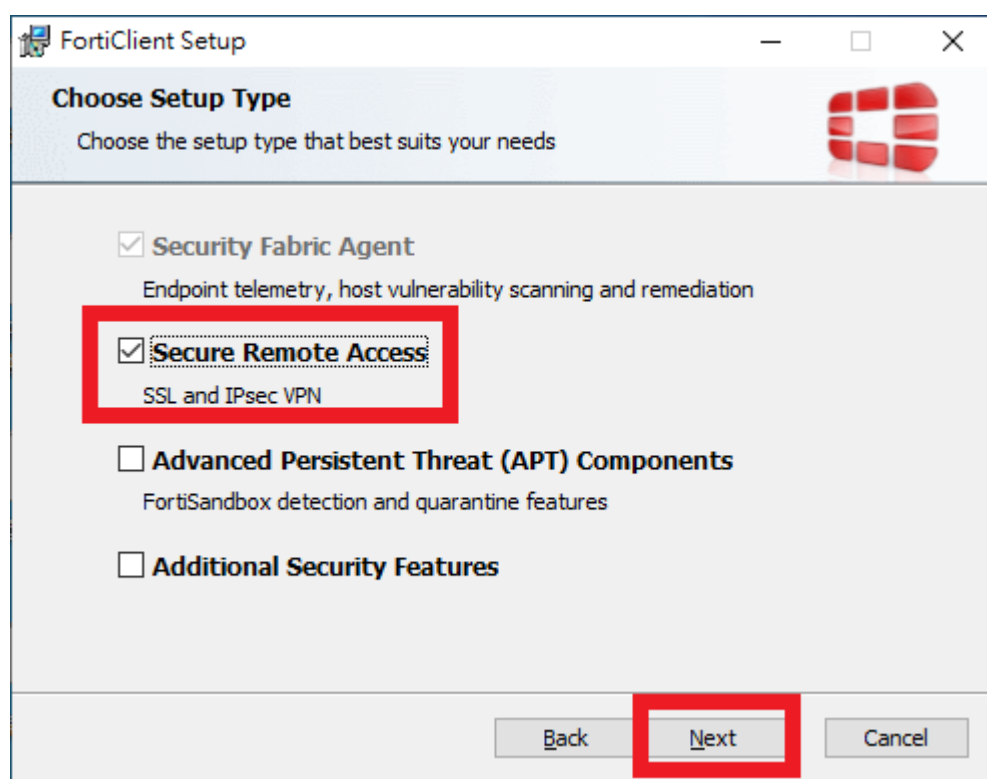 FortiClient Setup
Choose Setup Type
Choose the setup type that best suits your needs
Security Fabric Agent
Endpoint telemetry, host vulnerability scanning and remediation
Secure Remote Access
SSL and IPsec VPN
Advanced Persistent Threat (APT) Components
FortiSandbox detection and quarantine features
Additional Security Features
Back Next Cancel